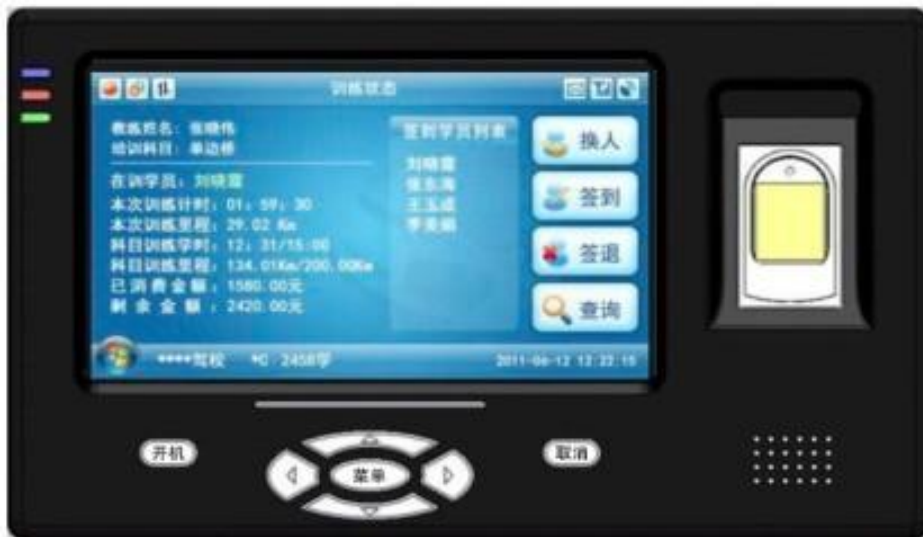 训练状态
教练姓名：张晓伟
培训科目：单边桥
在训学员：刘晓霞
本次训练计时：01：59：30
本次训练里程：29.02 Km
科目训练学时：12：31/15：00
科目训练里程：134.01Km/200.00Km
已消费金额：1580.00元
剩余金额：2420.00元
签到学员列表
刘晓霞
张东海
王玉成
换人
签到
签退
查询
****驾校 *C 2458学
2011-06-12 12:22:15
开机
菜单
取消